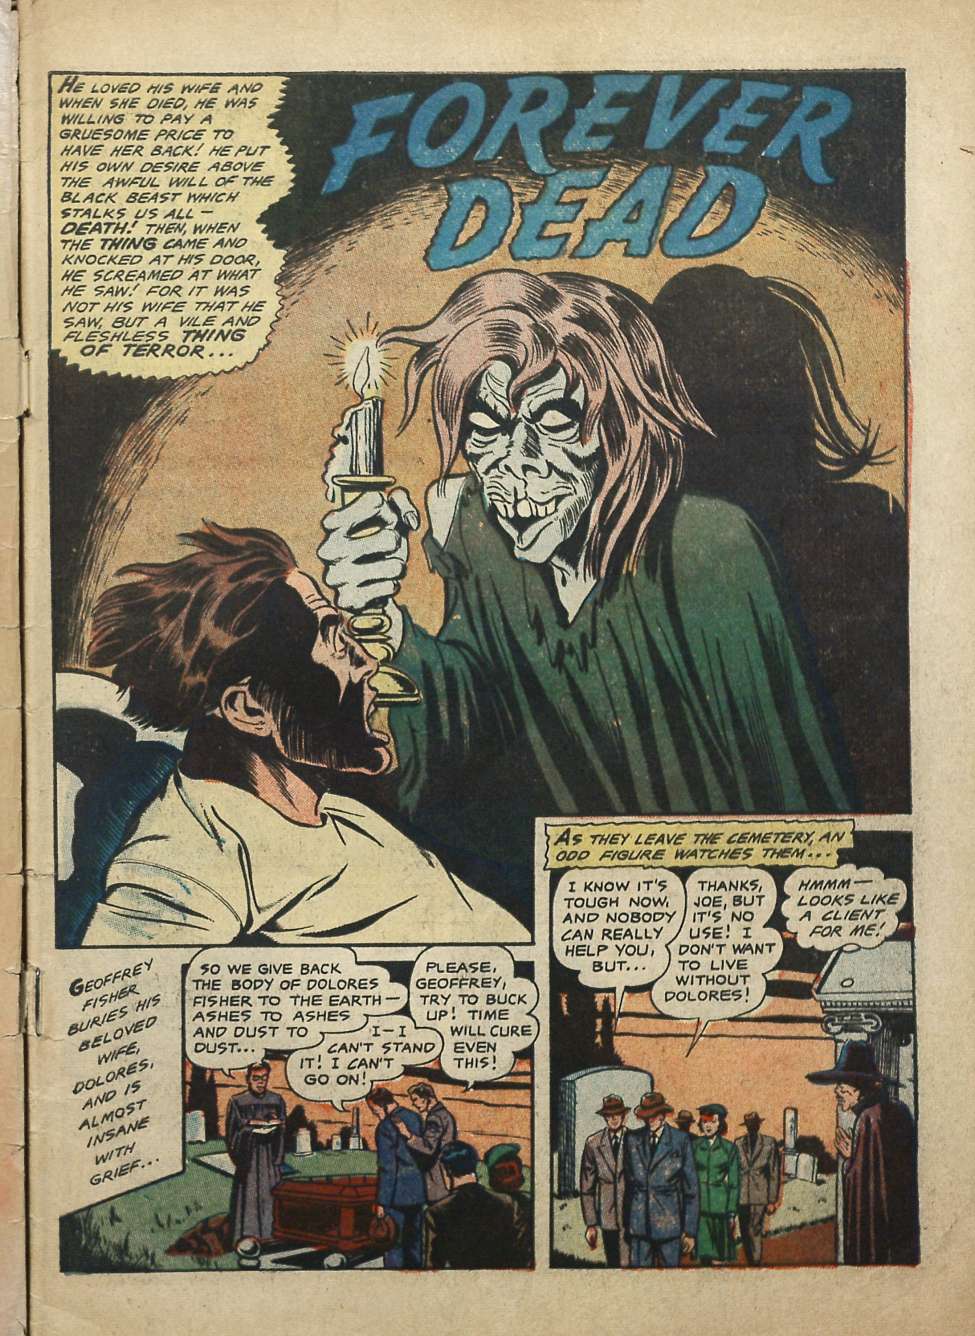 HE LOVED HIS WIFE AND
WHEN SHE DIED, HE WAS
WILLING TO PAY A
GRUESOME PRICE TO
HAVE HER BACK! HE PUT
HIS OWN DESIRE ABOVE
THE AWFUL WILL OF THE
BLACK BEAST WHICH
STALKS US ALL —
DEATH! THEN, WHEN
THE THING CAME AND
KNOCKED AT HIS DOOR,
HE SCREAMED AT WHAT
HE SAW! FOR IT WAS
NOT HIS WIFE THAT HE
SAW, BUT A VILE AND
FLESHLESS THING
OF TERROR...
FOREVER
DEAD
GEOFFREY
FISHER
BURIES HIS
BELOVED
WIFE,
DOLORES,
AND IS
ALMOST
INSANE
WITH
GRIEF...
SO WE GIVE BACK
THE BODY OF DOLORES
FISHER TO THE EARTH —
ASHES TO ASHES
AND DUST TO
DUST...
I-I
CAN'T STAND
IT! I CAN'T
GO ON!
PLEASE,
GEOFFREY,
TRY TO BUCK
UP! TIME
WILL CURE
EVEN
THIS!
AS THEY LEAVE THE CEMETERY, AN
ODD FIGURE WATCHES THEM...
I KNOW IT'S
TOUGH NOW,
AND NOBODY
CAN REALLY
HELP YOU,
BUT...
THANKS,
JOE, BUT
IT'S NO
USE! I
DON'T WANT
TO LIVE
WITHOUT
DOLORES!
HMMM —
LOOKS LIKE
A CLIENT
FOR ME!